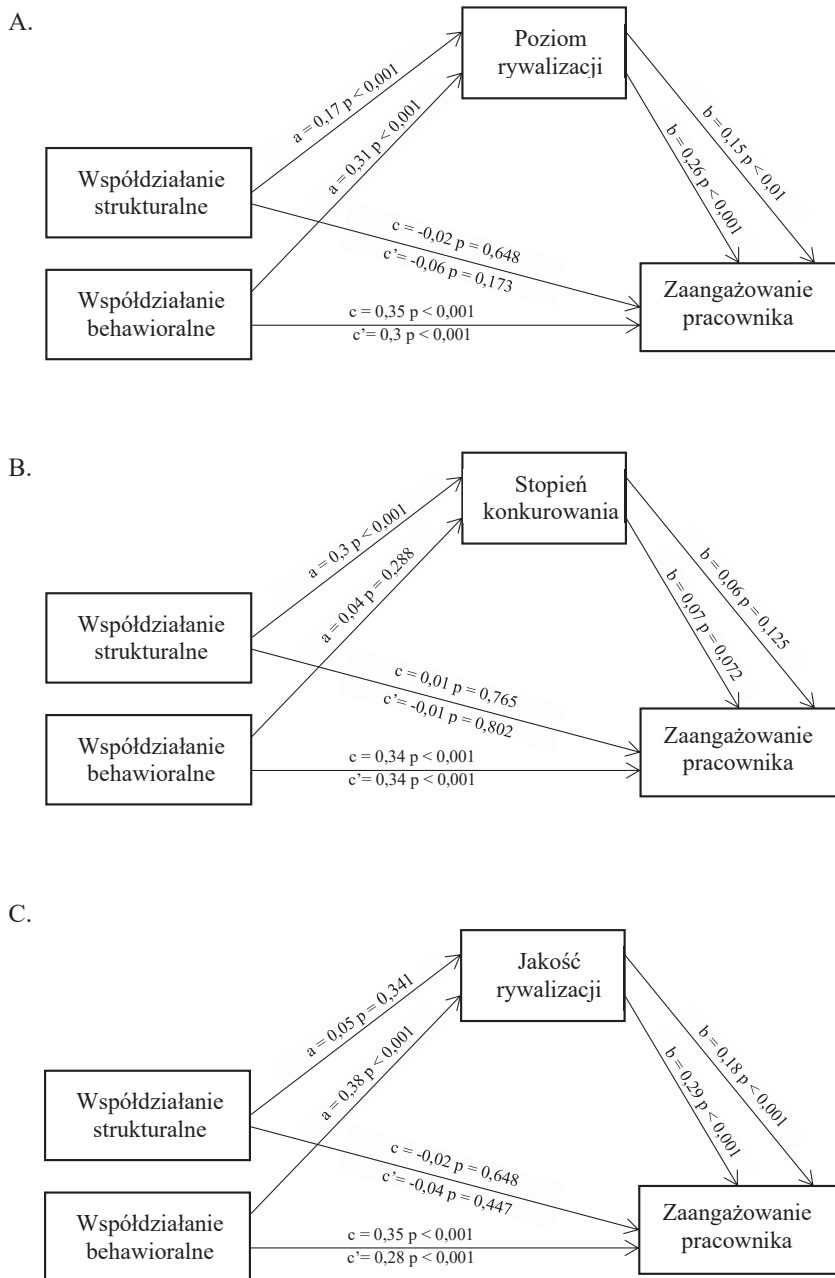 A.
Poziom
rywalizacji
a = 0,17 p < 0,001
a = 0,31 p < 0,001
b = 0,15 p < 0,01
b = 0,26 p < 0,001
Współdziałanie
strukturalne
c = -0,02 p = 0,648
c’= -0,06 p = 0,173
Współdziałanie
behawioralne
c = 0,35 p < 0,001
c’= 0,3 p < 0,001
Zaangażowanie
pracownika
B.
Stopień
konkurowania
a = 0,3 p < 0,001
a = 0,04 p = 0,288
b = 0,06 p = 0,125
b = 0,07 p = 0,072
Współdziałanie
strukturalne
c = 0,01 p = 0,765
c’= -0,01 p = 0,802
Współdziałanie
behawioralne
c = 0,34 p < 0,001
c’= 0,34 p < 0,001
Zaangażowanie
pracownika
C.
Jakość
rywalizacji
a = 0,05 p = 0,341
a = 0,38 p < 0,001
b = 0,18 p < 0,001
b = 0,29 p < 0,001
Współdziałanie
strukturalne
c = -0,02 p = 0,648
c’= -0,04 p = 0,447
Współdziałanie
behawioralne
c = 0,35 p < 0,001
c’= 0,28 p < 0,001
Zaangażowanie
pracownika